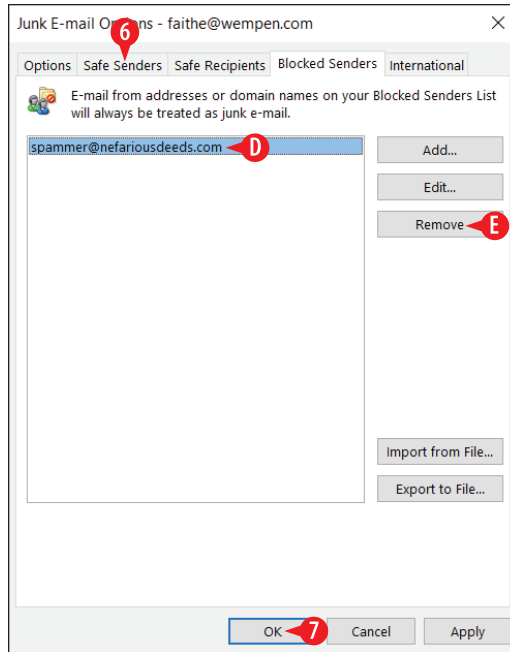 Junk E-mail Options - faithe@wempen.com
6
Options Safe Senders Safe Recipients Blocked Senders International
E-mail from addresses or domain names on your Blocked Senders List
will always be treated as junk e-mail.
spammer@nefariousdeeds.com D
Add...
Edit...
Remove E
Import from File...
Export to File...
OK 7 Cancel Apply